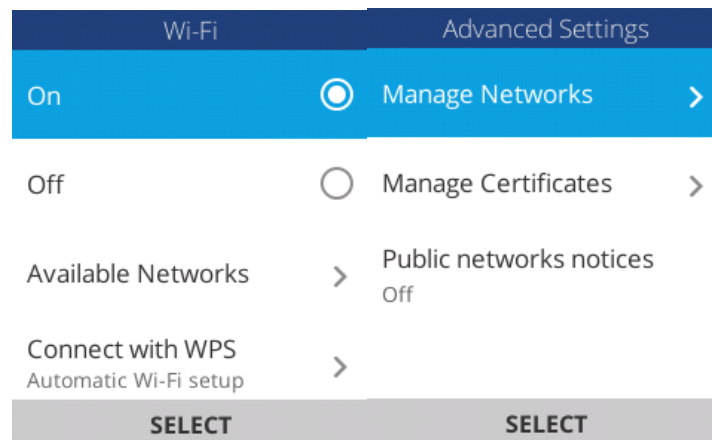 Wi-Fi
On
Off
Available Networks
Connect with WPS
Automatic Wi-Fi setup
SELECT
Advanced Settings
Manage Networks
Manage Certificates
Public networks notices
Off
SELECT